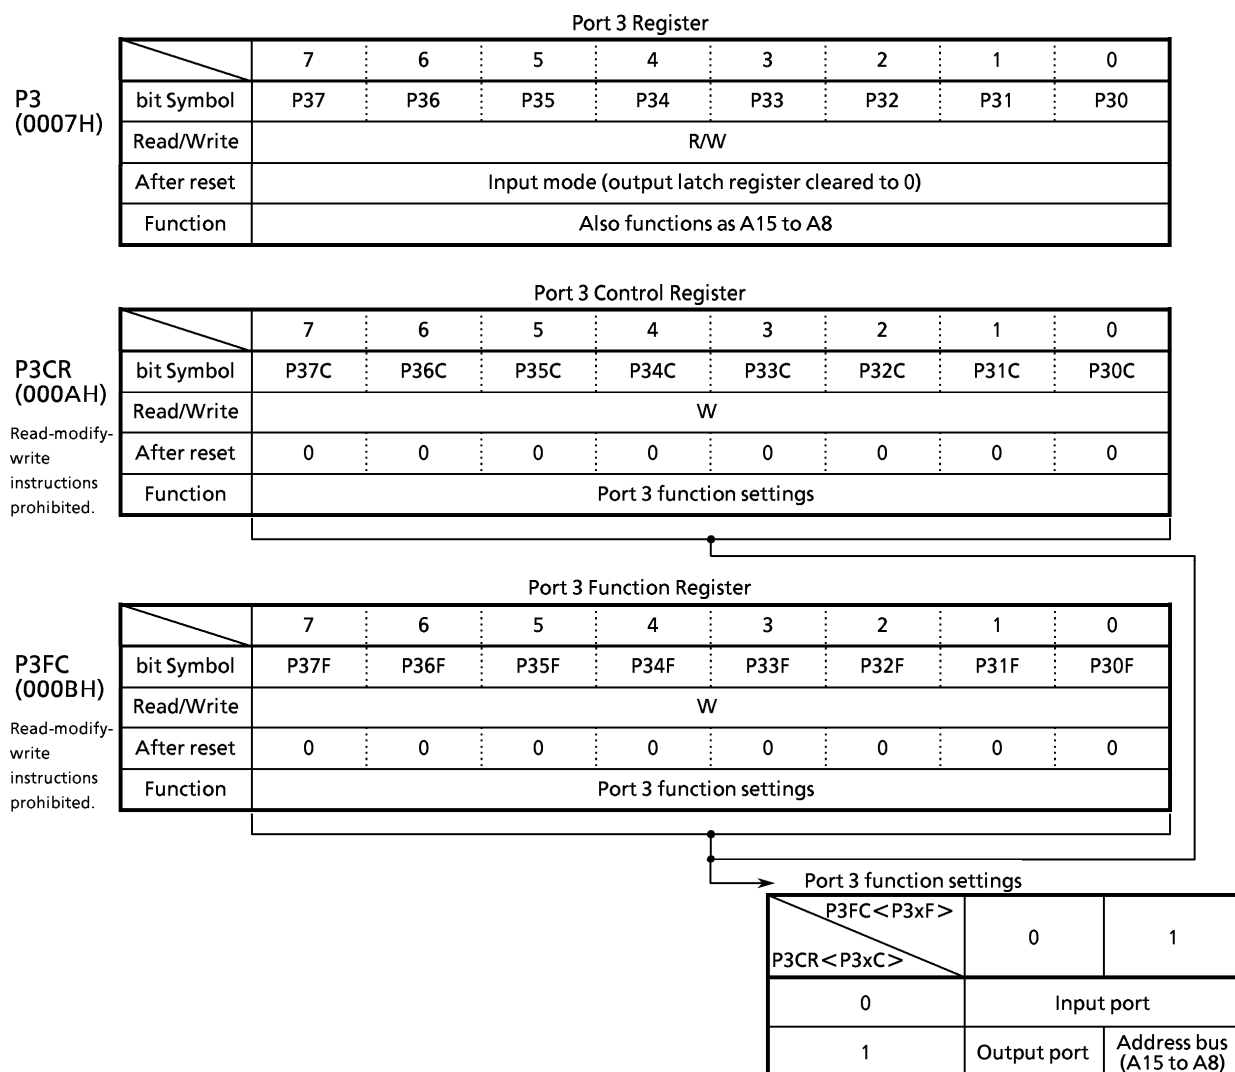 Port 3 Register
7 6 5 4 3 2 1 0
P3
(0007H)
bit Symbol P37 P36 P35 P34 P33 P32 P31 P30
Read/Write R/W
After reset Input mode (output latch register cleared to 0)
Function Also functions as A15 to A8
Port 3 Control Register
7 6 5 4 3 2 1 0
P3CR
(000AH)
Read-modify-
write
instructions
prohibited.
bit Symbol P37C P36C P35C P34C P33C P32C P31C P30C
Read/Write W
After reset 0 0 0 0 0 0 0 0
Function Port 3 function settings
Port 3 Function Register
7 6 5 4 3 2 1 0
P3FC
(000BH)
Read-modify-
write
instructions
prohibited.
bit Symbol P37F P36F P35F P34F P33F P32F P31F P30F
Read/Write W
After reset 0 0 0 0 0 0 0 0
Function Port 3 function settings
Port 3 function settings
P3FC<P3xF> 0 1
P3CR<P3xC>
0 Input port
1 Output port Address bus
(A15 to A8)